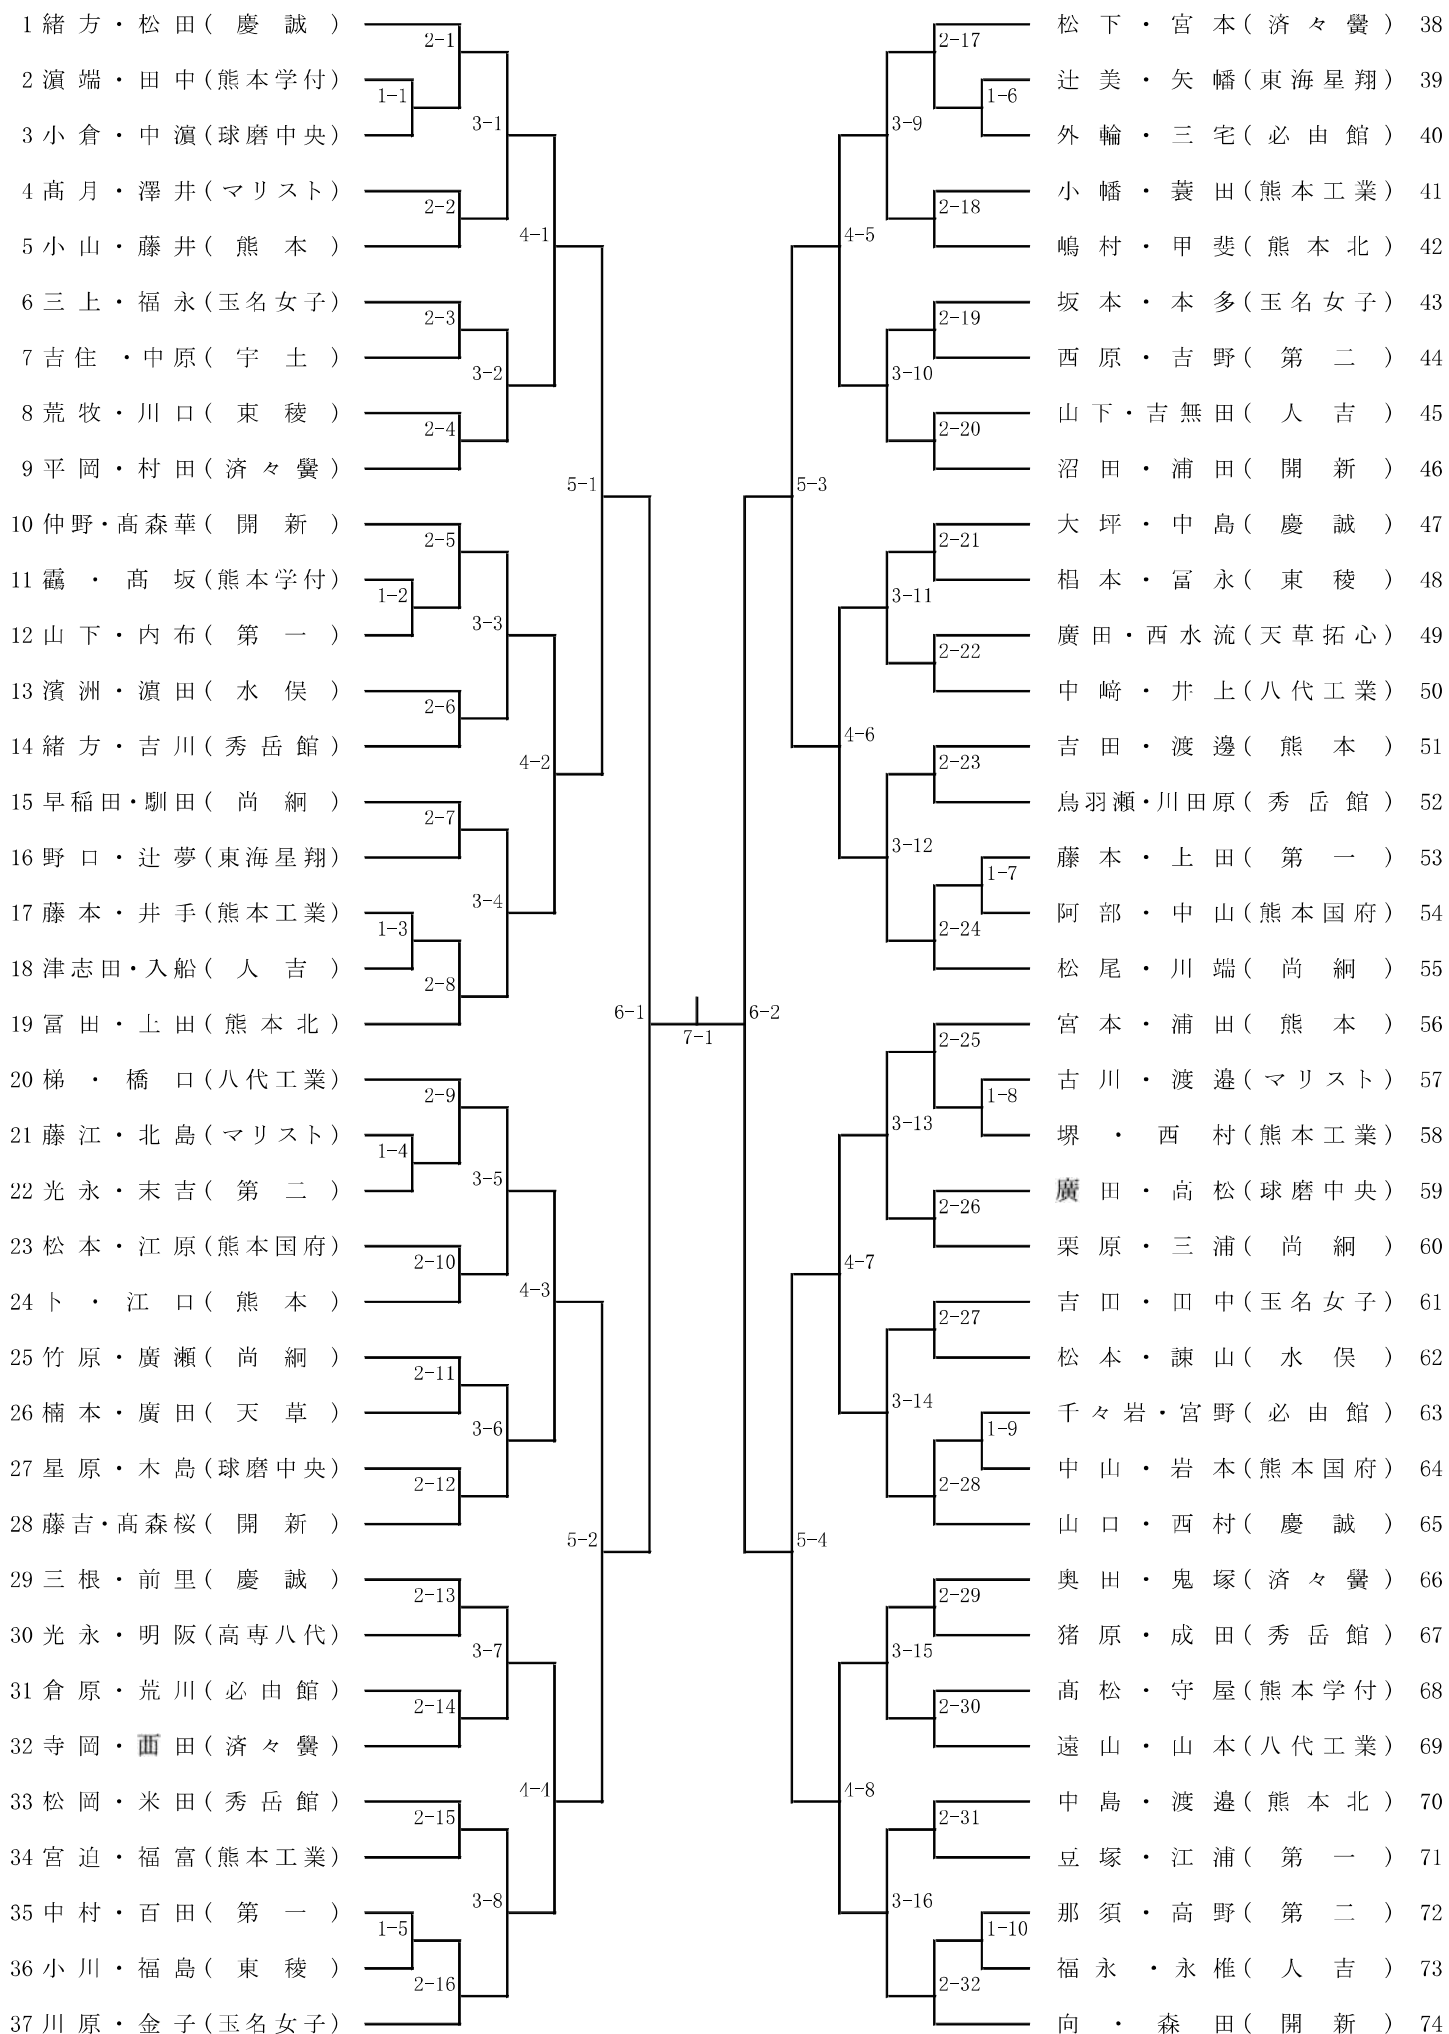 1 緒方・松田(慶誠)
2 濵端・田中(熊本学付)
3 小倉・中濵(球磨中央)
4 髙月・澤井(マリスト)
5 小山・藤井(熊本)
6 三上・福永(玉名女子)
7 吉住・中原(宇土)
8 荒牧・川口(東稜)
9 平岡・村田(済々黌)
10 仲野・髙森華(開新)
11 靏・髙坂(熊本学付)
12 山下・内布(第一)
13 濱洲・濵田(水俣)
14 緒方・吉川(秀岳館)
15 早稲田・馴田(尚絅)
16 野口・辻夢(東海星翔)
17 藤本・井手(熊本工業)
18 津志田・入船(人吉)
19 冨田・上田(熊本北)
20 梯・橋口(八代工業)
21 藤江・北島(マリスト)
22 光永・末吉(第二)
23 松本・江原(熊本国府)
24 卜・江口(熊本)
25 竹原・廣瀬(尚絅)
26 楠本・廣田(天草)
27 星原・木島(球磨中央)
28 藤吉・髙森桜(開新)
29 三根・前里(慶誠)
30 光永・明阪(高専八代)
31 倉原・荒川(必由館)
32 寺岡・田(済々黌)
33 松岡・米田(秀岳館)
34 宮迫・福富(熊本工業)
35 中村・百田(第一)
36 小川・福島(東稜)
37 川原・金子(玉名女子)
2-1
1-1
3-1
2-2
4-1
2-3
3-2
2-4
5-1
2-5
1-2
3-3
2-6
4-2
2-7
3-4
1-3
2-8
6-1
7-1
2-9
1-4
3-5
2-10
4-3
2-11
3-6
2-12
5-2
2-13
3-7
2-14
4-4
2-15
3-8
1-5
2-16
2-17
1-6
3-9
2-18
4-5
2-19
3-10
2-20
5-3
2-21
3-11
2-22
4-6
2-23
3-12
1-7
2-24
6-2
2-25
1-8
3-13
2-26
4-7
2-27
3-14
1-9
2-28
5-4
2-29
3-15
2-30
4-8
2-31
3-16
1-10
2-32
松下・宮本(済々黌) 38
辻美・矢幡(東海星翔) 39
外輪・三宅(必由館) 40
小幡・蓑田(熊本工業) 41
嶋村・甲斐(熊本北) 42
坂本・本多(玉名女子) 43
西原・吉野(第二) 44
山下・吉無田(人吉) 45
沼田・浦田(開新) 46
大坪・中島(慶誠) 47
椙本・冨永(東稜) 48
廣田・西水流(天草拓心) 49
中﨑・井上(八代工業) 50
吉田・渡邊(熊本) 51
鳥羽瀬・川田原(秀岳館) 52
藤本・上田(第一) 53
阿部・中山(熊本国府) 54
松尾・川端(尚絅) 55
宮本・浦田(熊本) 56
古川・渡邉(マリスト) 57
堺・西村(熊本工業) 58
廣田・高松(球磨中央) 59
栗原・三浦(尚絅) 60
吉田・田中(玉名女子) 61
松本・諌山(水俣) 62
千々岩・宮野(必由館) 63
中山・岩本(熊本国府) 64
山口・西村(慶誠) 65
奥田・鬼塚(済々黌) 66
猪原・成田(秀岳館) 67
髙松・守屋(熊本学付) 68
遠山・山本(八代工業) 69
中島・渡邉(熊本北) 70
豆塚・江浦(第一) 71
那須・高野(第二) 72
福永・永椎(人吉) 73
向・森田(開新) 74